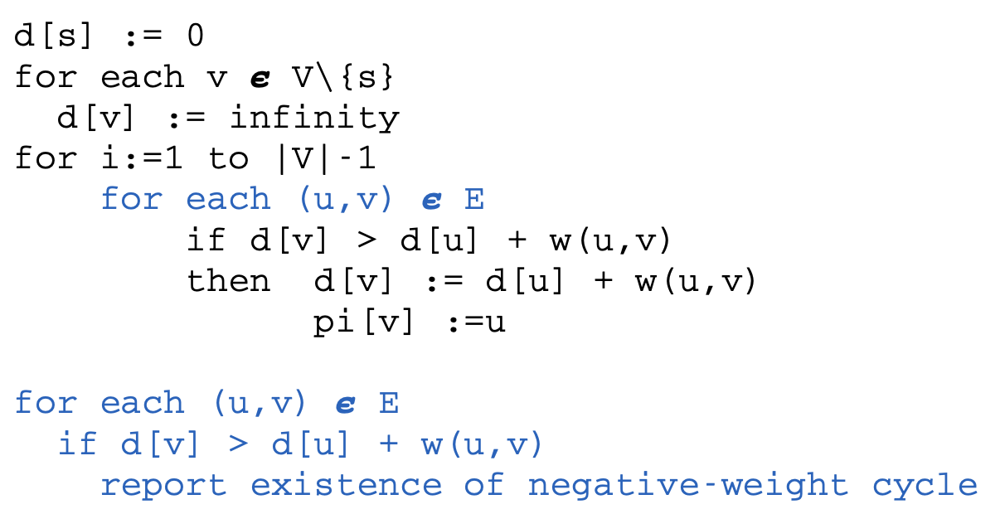 d[s] := 0
for each v ϵ V\{s}
d[v] := infinity
for i:=1 to |V|-1
for each (u,v) ϵ E
if d[v] > d[u] + w(u,v)
then d[v] := d[u] + w(u,v)
pi[v] :=u
for each (u,v) ϵ E
if d[v] > d[u] + w(u,v)
report existence of negative-weight cycle